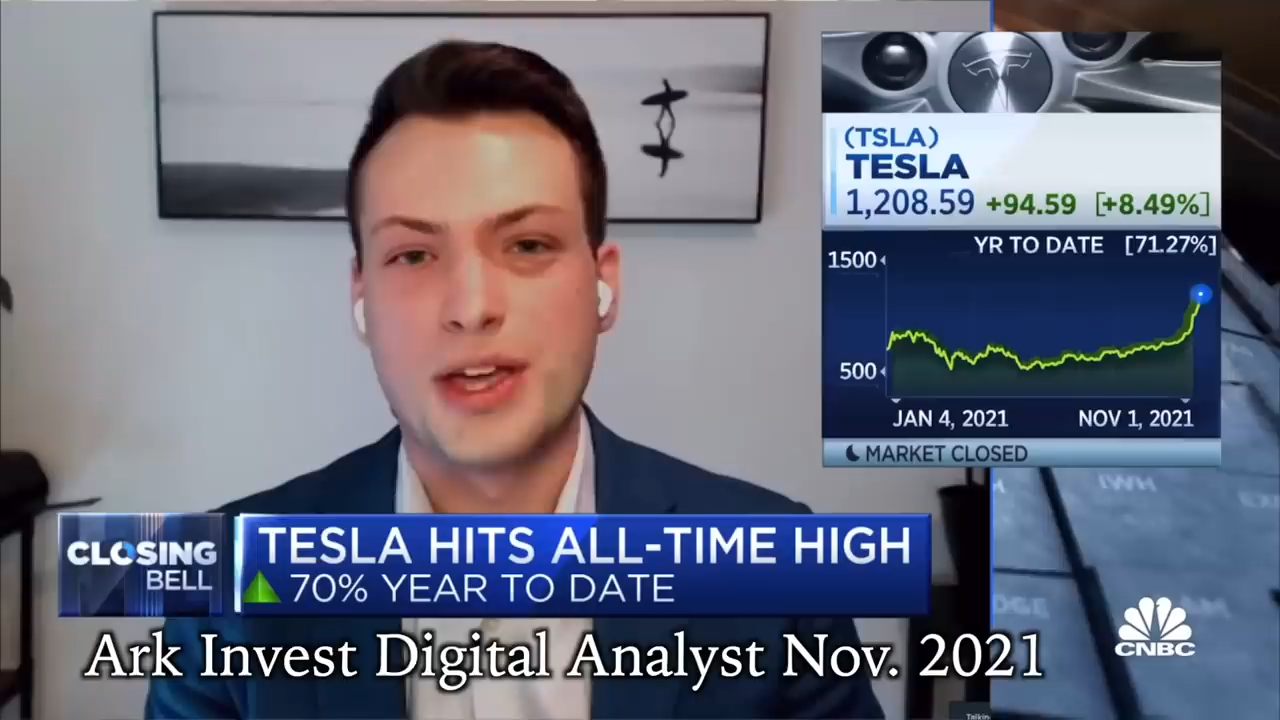 (TSLA)
TESLA
1,208.59 +94.59 [+8.49%]
YR TO DATE [71.27%]
1500
500
JAN 4, 2021 NOV 1, 2021
MARKET CLOSED
CLOSING
BELL
TESLA HITS ALL-TIME HIGH
70% YEAR TO DATE
Ark Invest Digital Analyst Nov. 2021
CNBC